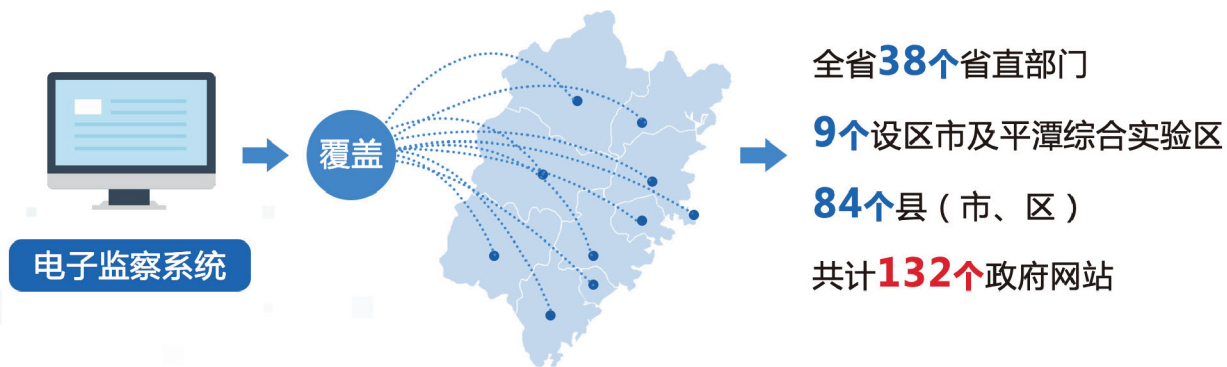 电子监察系统
覆盖
全省38个省直部门
9个设区市及平潭综合实验区
84个县（市、区）
共计132个政府网站